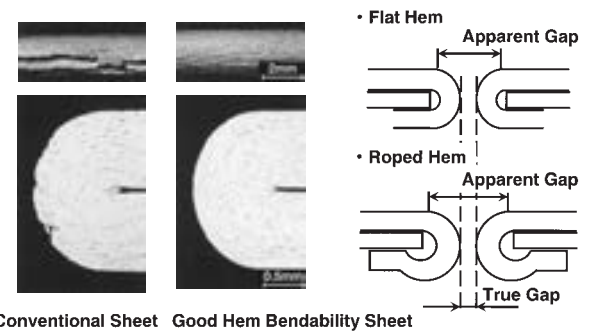 • Flat Hem
Apparent Gap
2mm
• Roped Hem
Apparent Gap
0.5mm
True Gap
Conventional Sheet Good Hem Bendability Sheet